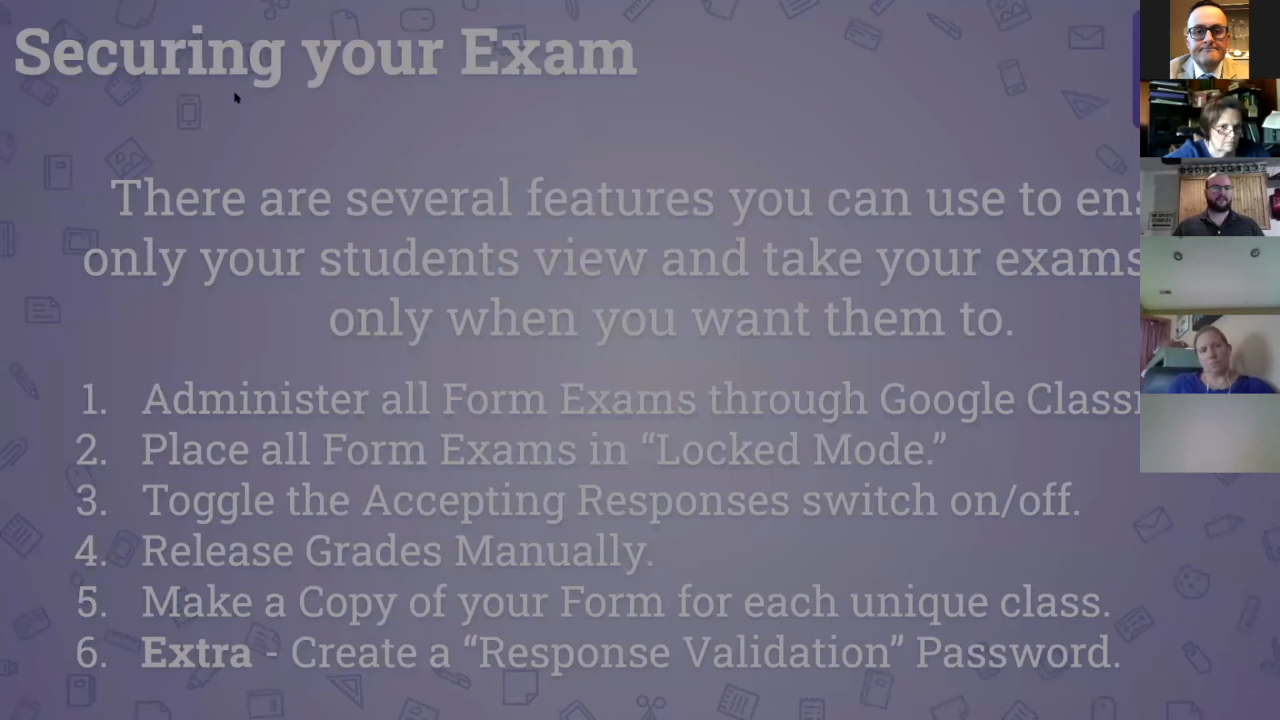 Securing your Exam
There are several features you can use to
only your students view and take your exams
only when you want them to.
1. Administer all Form Exams through Google
2. Place all Form Exams in “Locked Mode.”
3. Toggle the Accepting Responses switch on/off.
4. Release Grades Manually.
5. Make a Copy of your Form for each unique class.
6. Extra - Create a “Response Validation” Password.